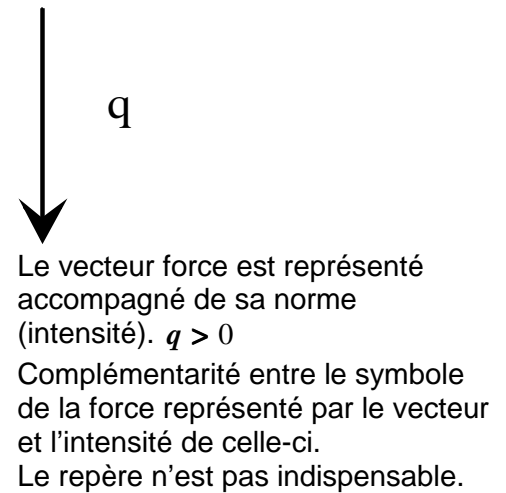 q
Le vecteur force est représenté
accompagné de sa norme
(intensité). q > 0
Complémentarité entre le symbole
de la force représenté par le vecteur
et l’intensité de celle-ci.
Le repère n’est pas indispensable.